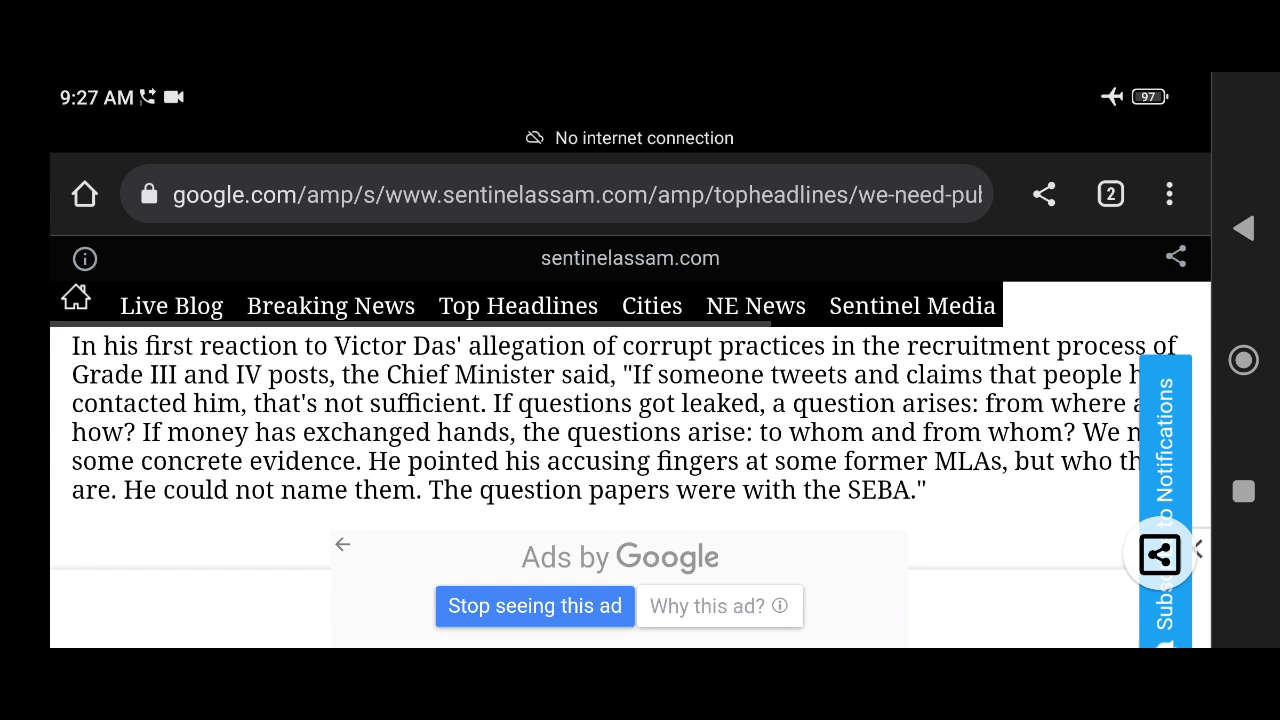 9:27 AM
97
No internet connection
google.com/amp/s/www.sentinelassam.com/amp/topheadlines/we-need-pub
2
sentinelassam.com
Live Blog Breaking News Top Headlines Cities NE News Sentinel Media
In his first reaction to Victor Das' allegation of corrupt practices in the recruitment process of
Grade III and IV posts, the Chief Minister said, "If someone tweets and claims that people
contacted him, that's not sufficient. If questions got leaked, a question arises: from where
how? If money has exchanged hands, the questions arise: to whom and from whom? We
some concrete evidence. He pointed his accusing fingers at some former MLAs, but who
are. He could not name them. The question papers were with the SEBA."
to Notifications
Ads by Google
Stop seeing this ad
Why this ad?